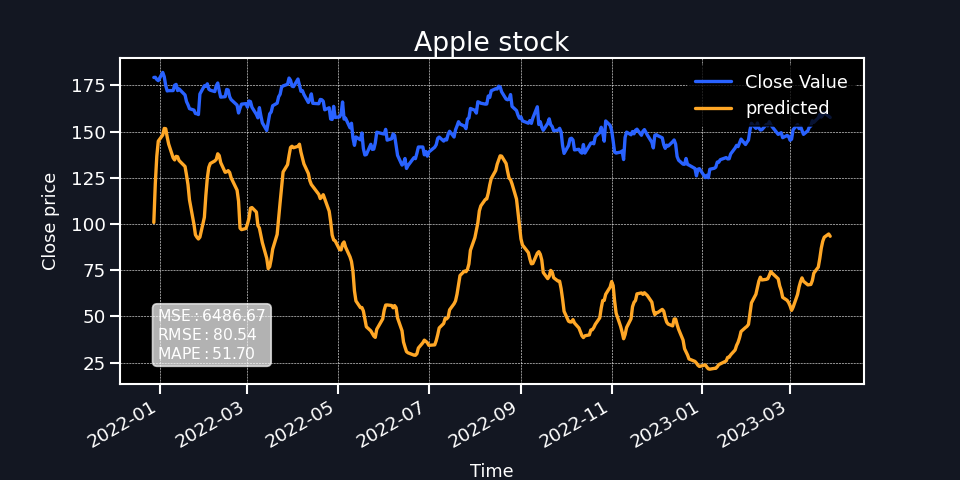 Apple stock
Close Value
predicted
Close price
175
150
125
100
75
50
25
MSE : 6486.67
RMSE : 80.54
MAPE : 51.70
2022-01
2022-03
2022-05
2022-07
2022-09
2022-11
2023-01
2023-03
Time